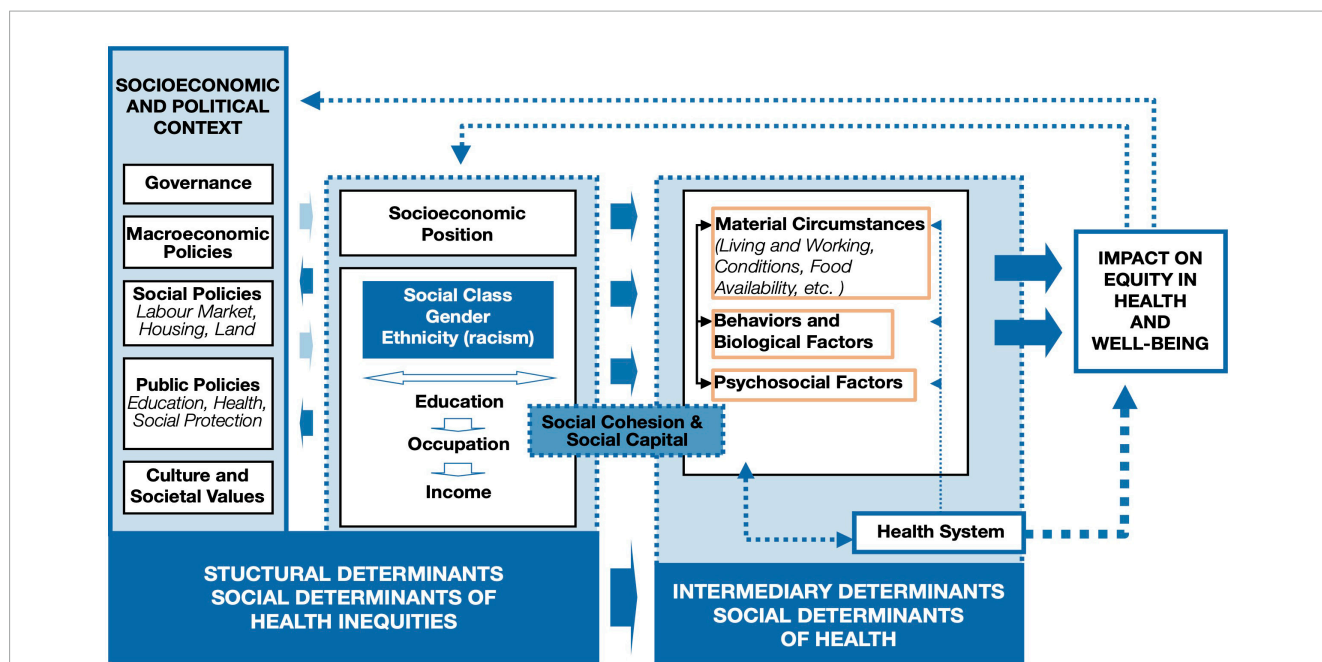 SOCIOECONOMIC
AND POLITICAL
CONTEXT
Governance
Macroeconomic
Policies
Social Policies
Labour Market,
Housing, Land
Public Policies
Education, Health,
Social Protection
Culture and
Societal Values
Socioeconomic
Position
Social Class
Gender
Ethnicity (racism)
Education
Occupation
Income
Social Cohesion &
Social Capital
Material Circumstances
(Living and Working,
Conditions, Food
Availability, etc. )
Behaviors and
Biological Factors
Psychosocial Factors
Health System
IMPACT ON
EQUITY IN
HEALTH
AND
WELL-BEING
STUCTURAL DETERMINANTS
SOCIAL DETERMINANTS OF
HEALTH INEQUITIES
INTERMEDIARY DETERMINANTS
SOCIAL DETERMINANTS
OF HEALTH